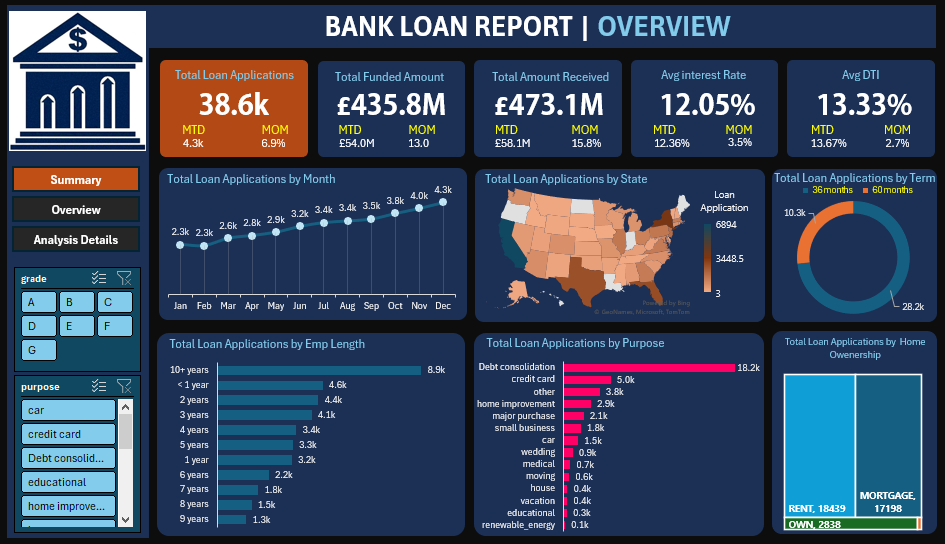 $
BANK LOAN REPORT | OVERVIEW
Total Loan Applications
38.6k
MTD MOM
4.3k 6.9%
Total Funded Amount
£435.8M
MTD MOM
£54.0M 13.0
Total Amount Received
£473.1M
MTD MOM
£58.1M 15.8%
Avg interest Rate
12.05%
MTD MOM
12.36% 3.5%
Avg DTI
13.33%
MTD MOM
13.67% 2.7%
Summary
Overview
Analysis Details
grade
A B C
D E F
G
purpose
car
credit card
Debt consolid...
educational
home improve...
Total Loan Applications by Month
2.3k 2.3k 2.6k 2.8k 2.9k 3.2k 3.4k 3.4k 3.5k 3.8k 4.0k 4.3k
Jan Feb Mar Apr May Jun Jul Aug Sep Oct Nov Dec
Total Loan Applications by State
Loan
Application
6894
3448.5
3
Powered by Bing
© GeoNames, Microsoft, TomTom
Total Loan Applications by Term
36months 60months
10.3k
28.2k
Total Loan Applications by Emp Length
10+ years 8.9k
< 1 year 4.6k
2 years 4.4k
3 years 4.1k
4 years 3.4k
5 years 3.3k
1 year 3.2k
6 years 2.2k
7 years 1.8k
8 years 1.5k
9 years 1.3k
Total Loan Applications by Purpose
Debt consolidation 18.2k
credit card 5.0k
other 3.8k
home improvement 2.9k
major purchase 2.1k
small business 1.8k
car 1.5k
wedding 0.9k
medical 0.7k
moving 0.6k
house 0.4k
vacation 0.4k
educational 0.3k
renewable_energy 0.1k
Total Loan Applications by Home
Owenership
RENT, 18439
MORTGAGE,
17198
OWN, 2838